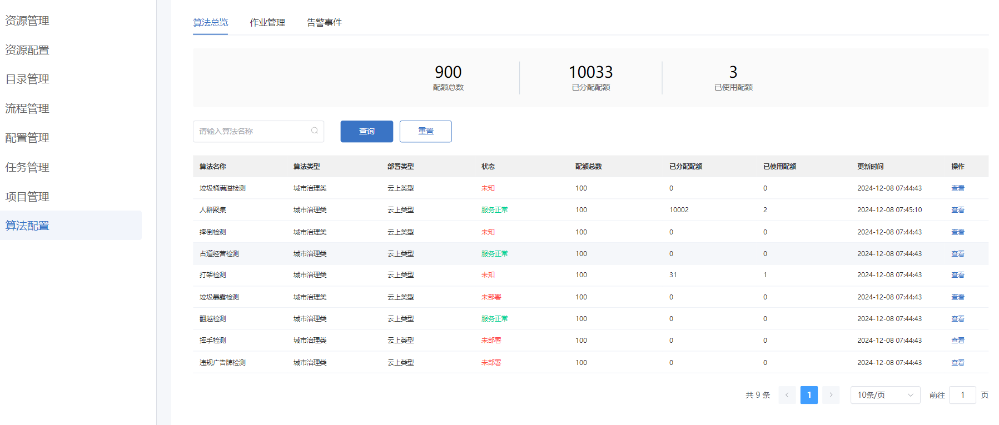 资源管理
资源配置
目录管理
流程管理
配置管理
任务管理
项目管理
算法配置
算法总览 作业管理 告警事件
900 10033 3
配额总数 已分配配额 已使用配额
请输入算法名称 查询 重置
算法名称 算法类型 部署类型 状态 配额总数 已分配配额 已使用配额 更新时间 操作
垃圾桶满溢检测 城市治理类 云上类型 未知 100 0 0 2024-12-08 07:44:43 查看
人群聚集 城市治理类 云上类型 服务正常 100 10002 2 2024-12-08 07:45:10 查看
摔倒检测 城市治理类 云上类型 未知 100 0 0 2024-12-08 07:44:43 查看
占道经营检测 城市治理类 云上类型 服务正常 100 0 0 2024-12-08 07:44:43 查看
打架检测 城市治理类 云上类型 未知 100 31 1 2024-12-08 07:44:43 查看
垃圾暴露检测 城市治理类 云上类型 未部署 100 0 0 2024-12-08 07:44:43 查看
翻越检测 城市治理类 云上类型 服务正常 100 0 0 2024-12-08 07:44:43 查看
挥手检测 城市治理类 云上类型 未部署 100 0 0 2024-12-08 07:44:43 查看
违规广告牌检测 城市治理类 云上类型 未部署 100 0 0 2024-12-08 07:44:43 查看
共 9 条 1 10条/页 前往 1 页